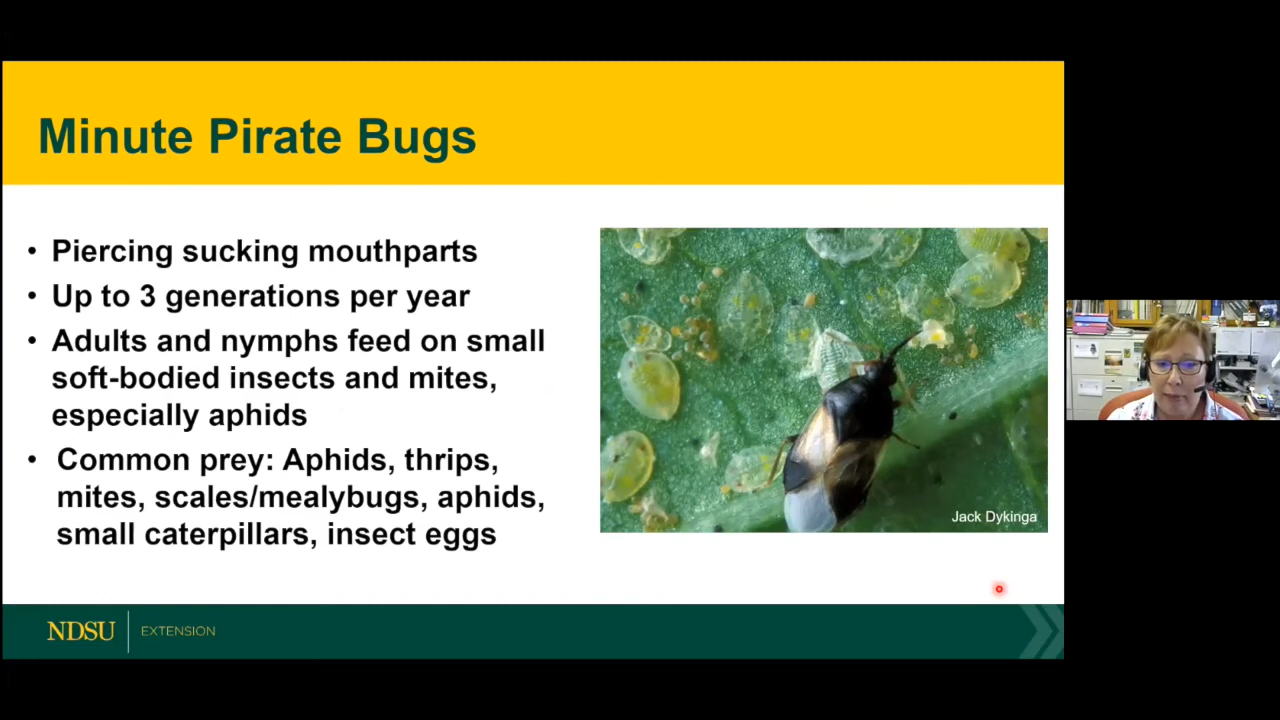 Minute Pirate Bugs
• Piercing sucking mouthparts
• Up to 3 generations per year
• Adults and nymphs feed on small
soft-bodied insects and mites,
especially aphids
• Common prey: Aphids, thrips,
mites, scales/mealybugs, aphids,
small caterpillars, insect eggs
Jack Dykinga
NDSU EXTENSION